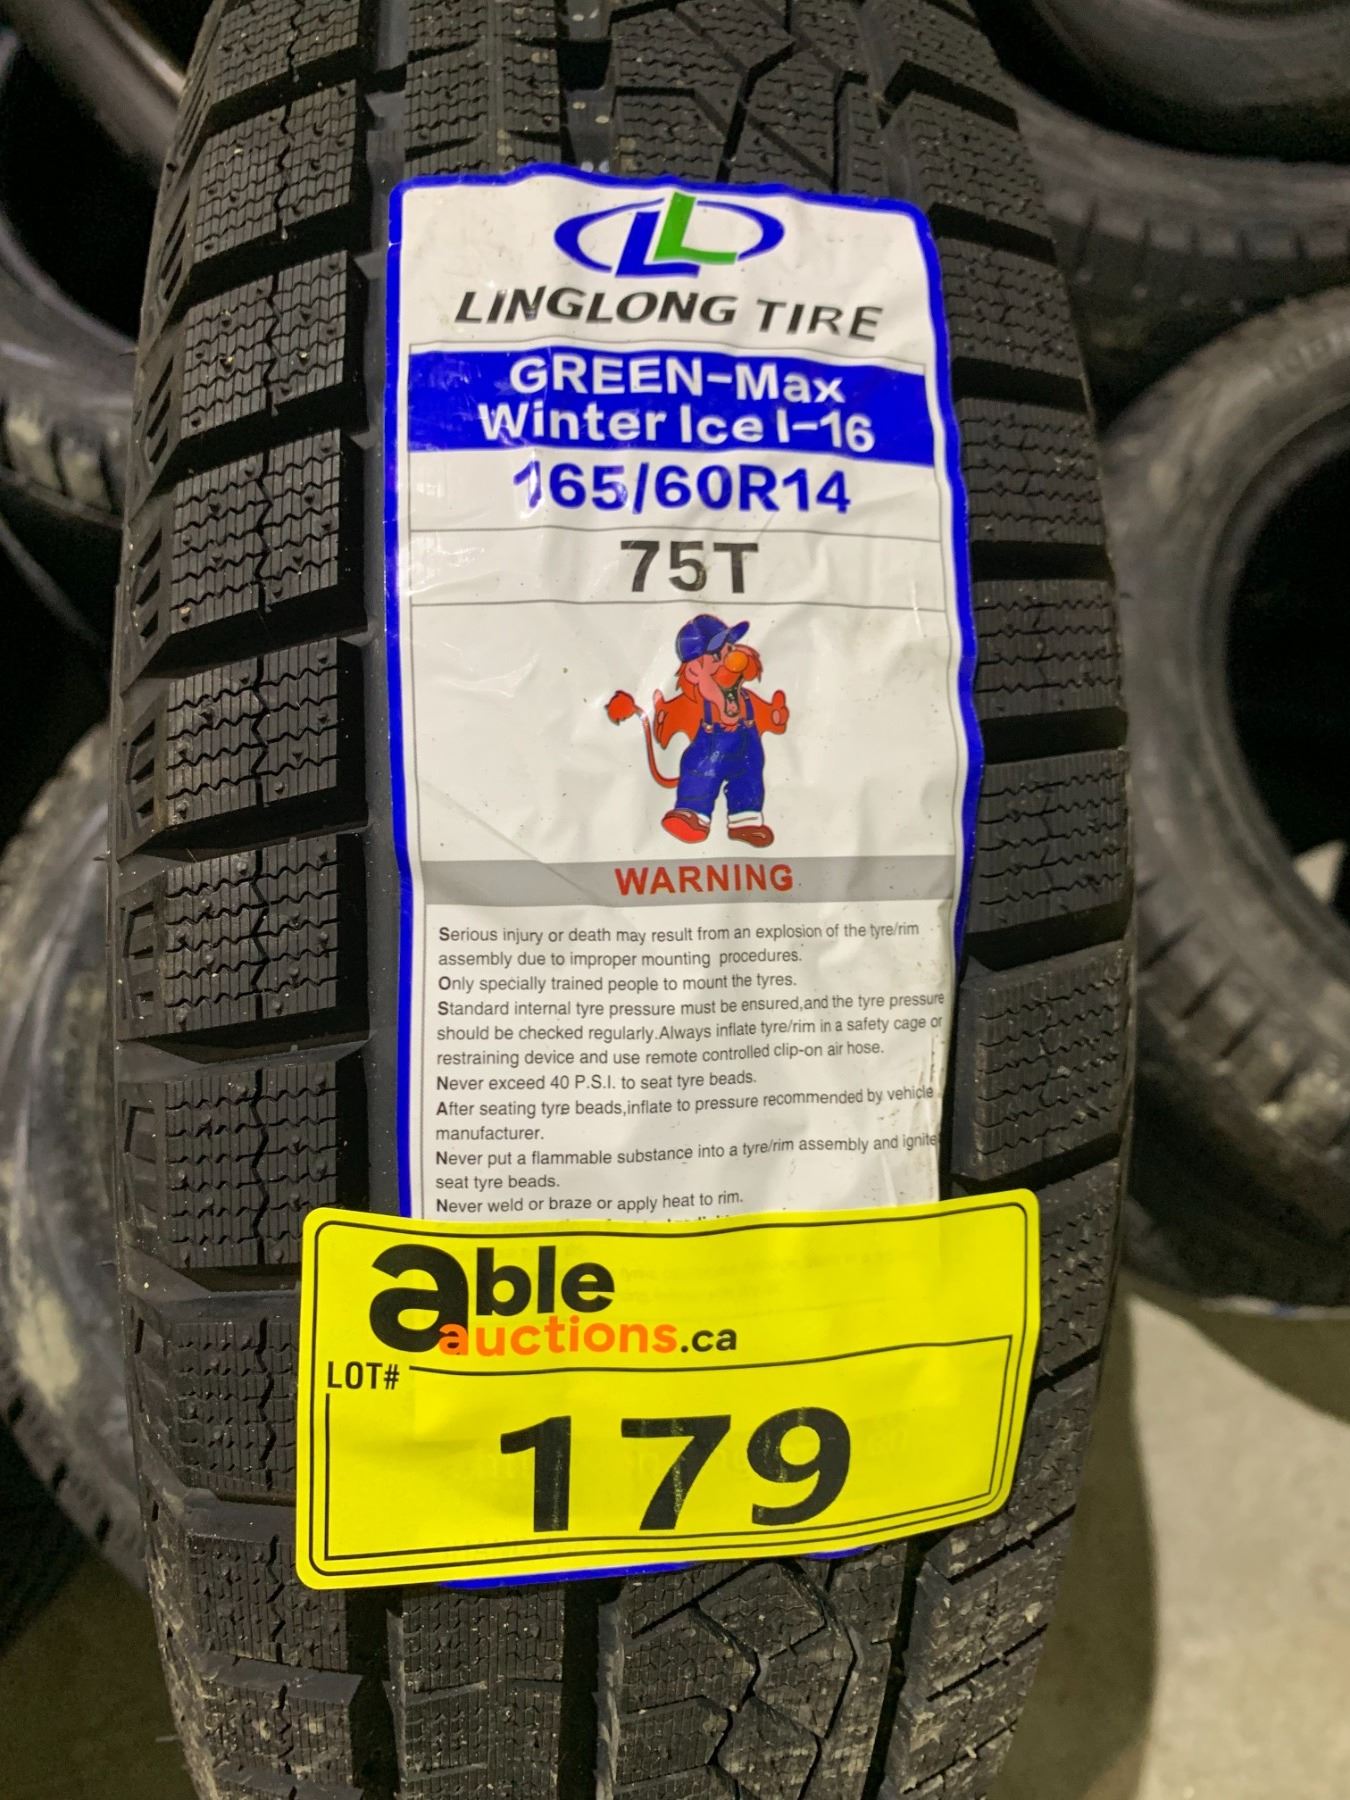 LL
LINGLONG TIRE
GREEN-Max
Winter Ice I-16
165/60R14
75T
WARNING
Serious injury or death may result from an explosion of the tyre/rim
assembly due to improper mounting procedures.
Only specially trained people to mount the tyres.
Standard internal tyre pressure must be ensured,and the tyre pressure
should be checked regularly.Always inflate tyre/rim in a safety cage or
restraining device and use remote controlled clip-on air hose.
Never exceed 40 P.S.I. to seat tyre beads.
After seating tyre beads,inflate to pressure recommended by vehicle
manufacturer.
Never put a flammable substance into a tyre/rim assembly and ignite
seat tyre beads.
Never weld or braze or apply heat to rim.
able
auctions.ca
LOT#
179